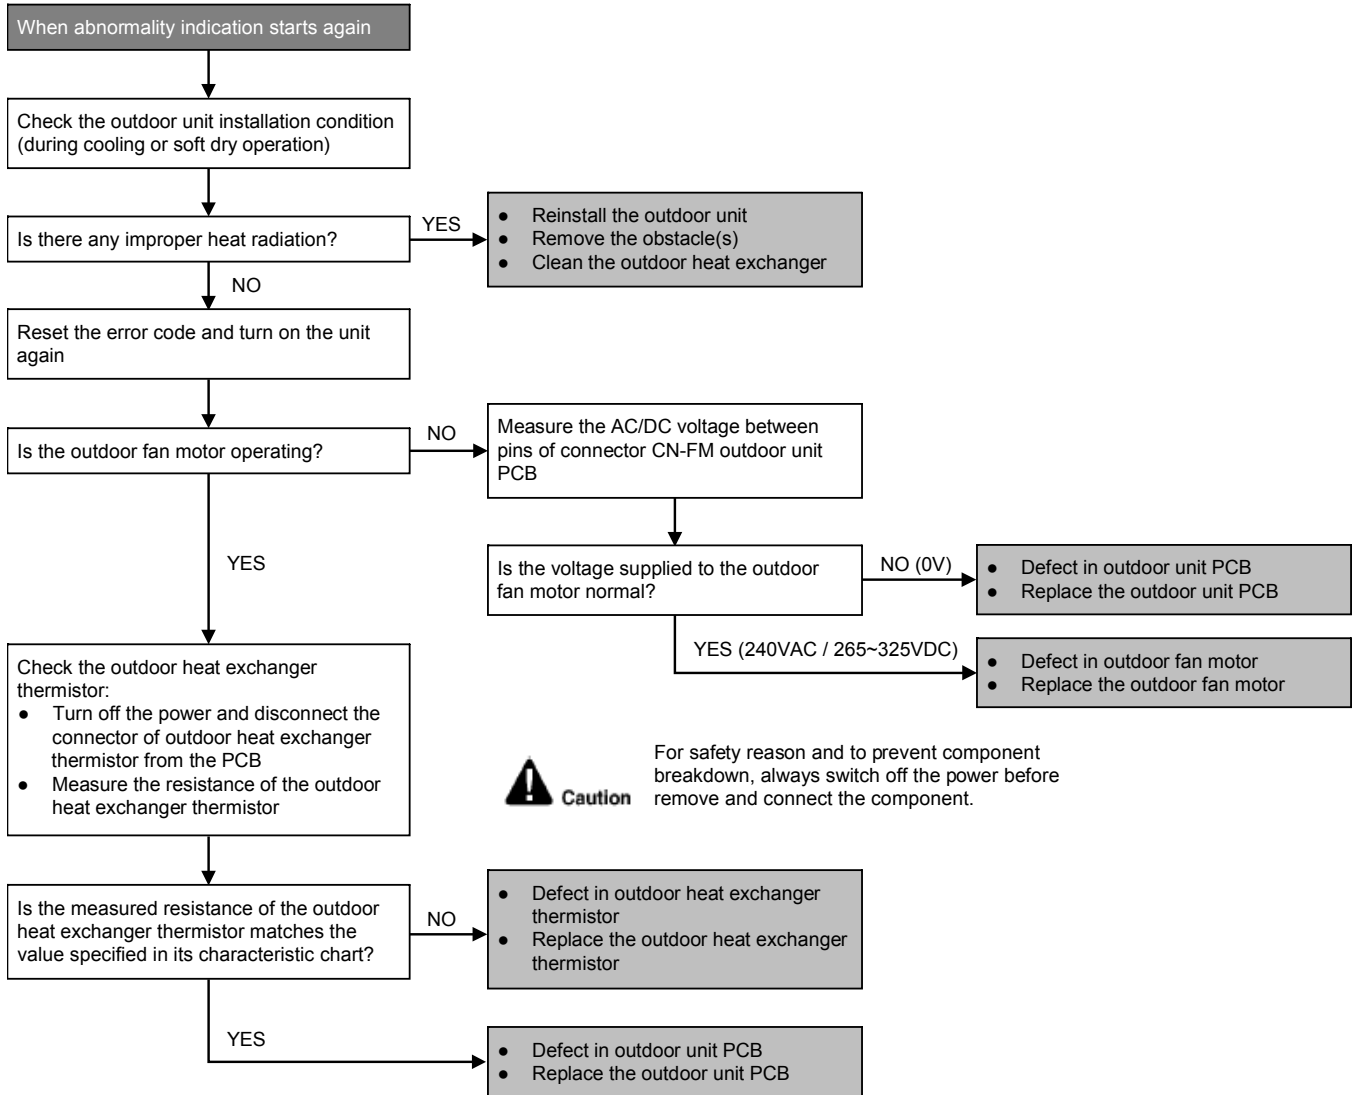 When abnormality indication starts again
Check the outdoor unit installation condition
(during cooling or soft dry operation)
Is there any improper heat radiation?
YES
● Reinstall the outdoor unit
● Remove the obstacle(s)
● Clean the outdoor heat exchanger
NO
Reset the error code and turn on the unit
again
Is the outdoor fan motor operating?
NO
Measure the AC/DC voltage between
pins of connector CN-FM outdoor unit
PCB
YES
Is the voltage supplied to the outdoor
fan motor normal?
NO (0V)
● Defect in outdoor unit PCB
● Replace the outdoor unit PCB
YES (240VAC / 265~325VDC)
● Defect in outdoor fan motor
● Replace the outdoor fan motor
Check the outdoor heat exchanger
thermistor:
● Turn off the power and disconnect the
connector of outdoor heat exchanger
thermistor from the PCB
● Measure the resistance of the outdoor
heat exchanger thermistor
Caution
For safety reason and to prevent component
breakdown, always switch off the power before
remove and connect the component.
Is the measured resistance of the outdoor
heat exchanger thermistor matches the
value specified in its characteristic chart?
NO
● Defect in outdoor heat exchanger
thermistor
● Replace the outdoor heat exchanger
thermistor
YES
● Defect in outdoor unit PCB
● Replace the outdoor unit PCB